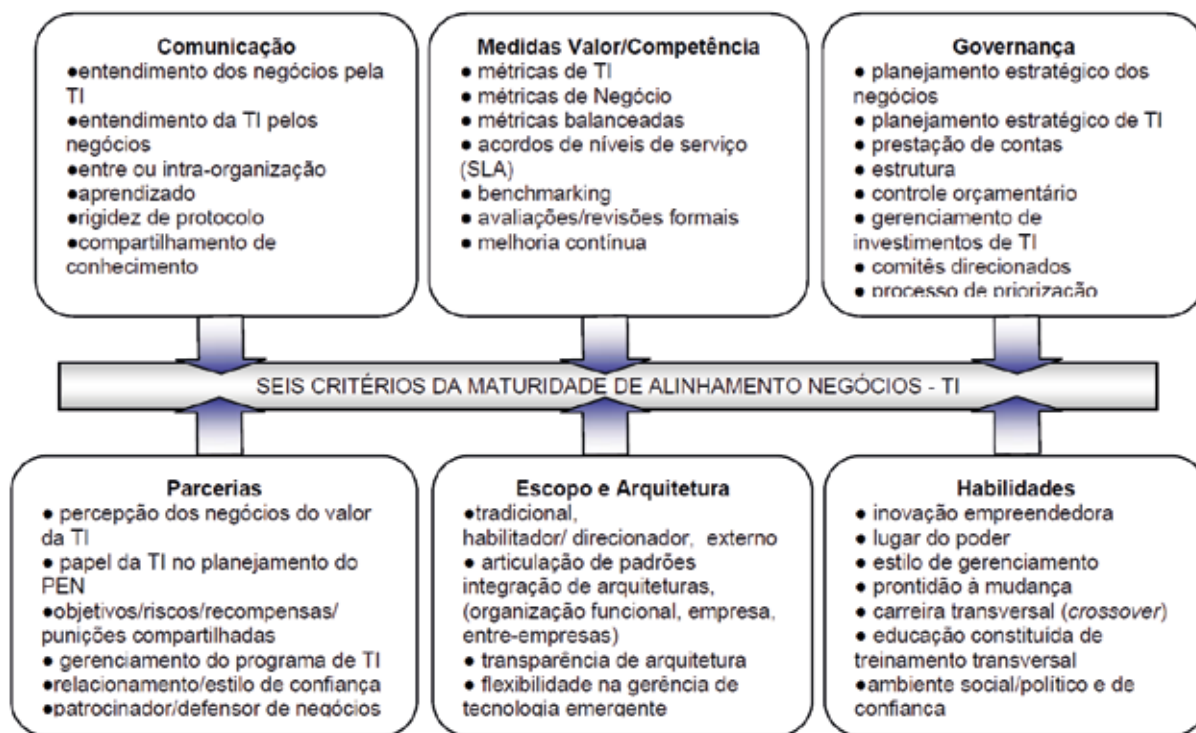 Comunicação
●entendimento dos negócios pela
TI
●entendimento da TI pelos
negócios
●entre ou intra-organização
●aprendizado
●rigidez de protocolo
●compartilhamento de
conhecimento
Medidas Valor/Competência
● métricas de TI
● métricas de Negócio
● métricas balanceadas
● acordos de níveis de serviço
(SLA)
● benchmarking
● avaliações/revisões formais
● melhoria contínua
Governança
● planejamento estratégico dos
negócios
● planejamento estratégico de TI
● prestação de contas
● estrutura
● controle orçamentário
● gerenciamento de
investimentos de TI
● comitês direcionados
● processo de priorização
SEIS CRITÉRIOS DA MATURIDADE DE ALINHAMENTO NEGÓCIOS - TI
Parcerias
● percepção dos negócios do valor
da TI
● papel da TI no planejamento do
PEN
●objetivos/riscos/recompensas/
punições compartilhadas
● gerenciamento do programa de TI
●relacionamento/estilo de confiança
●patrocinador/defensor de negócios
Escopo e Arquitetura
●tradicional,
habilitador/ direcionador, externo
● articulação de padrões
integração de arquiteturas,
(organização funcional, empresa,
entre-empresas)
● transparência de arquitetura
● flexibilidade na gerência de
tecnologia emergente
Habilidades
● inovação empreendedora
● lugar do poder
● estilo de gerenciamento
● prontidão à mudança
● carreira transversal (crossover)
● educação constituída de
treinamento transversal
●ambiente social/político e de
confiança